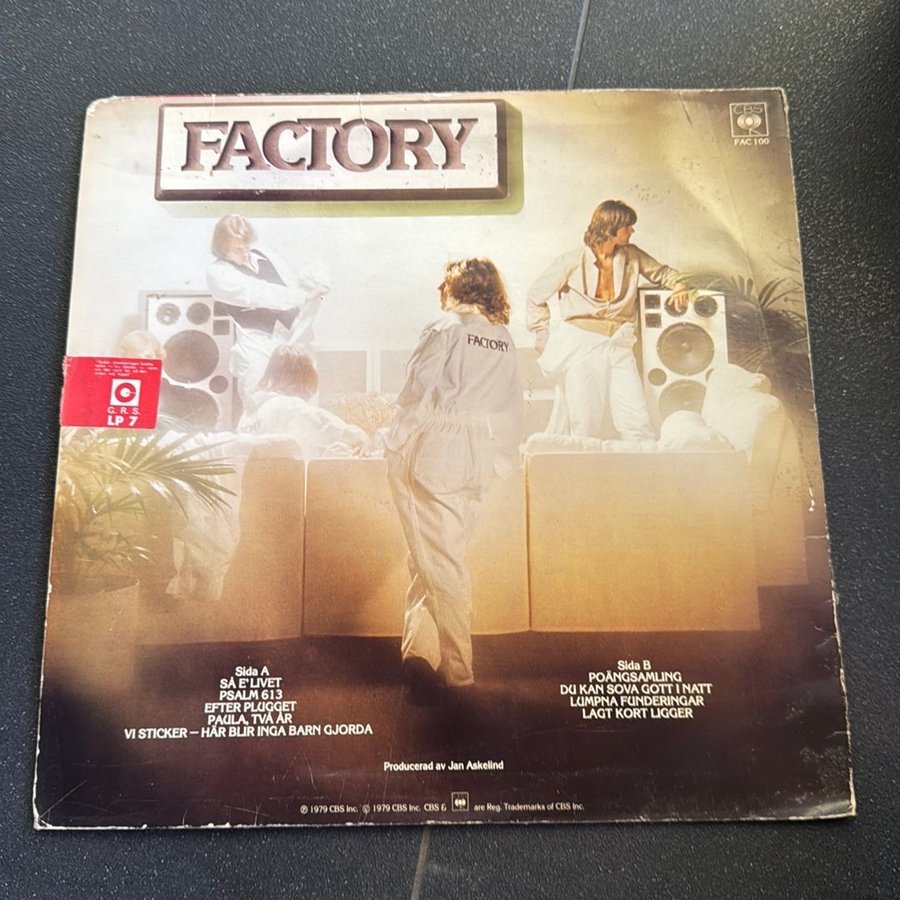 FACTORY
CBS
FAC 100
FACTORY
G. R. S.
LP 7
Sida A
SÅ E' LIVET
PSALM 613
EFTER PLUGGET
PAULA, TVÅ ÅR
VI STICKER – HÄR BLIR INGA BARN GJORDA
Sida B
POÄNGSAMLING
DU KAN SOVA GOTT I NATT
LUMPNA FUNDERINGAR
LAGT KORT LIGGER
Producerad av Jan Askelind
℗ 1979 CBS Inc. © 1979 CBS Inc. CBS & are Reg. Trademarks of CBS Inc.